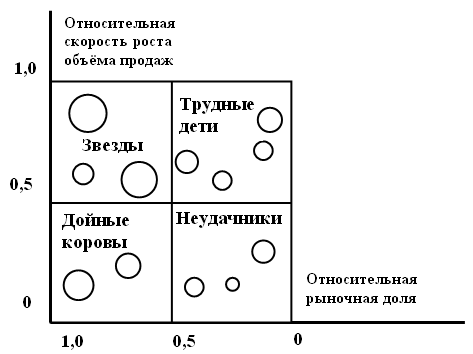 Относительная
скорость роста
объёма продаж
1,0
Трудные
дети
Звезды
0,5
Дойные
коровы
Неудачники
Относительная
рыночная доля
0
1,0
0,5
0